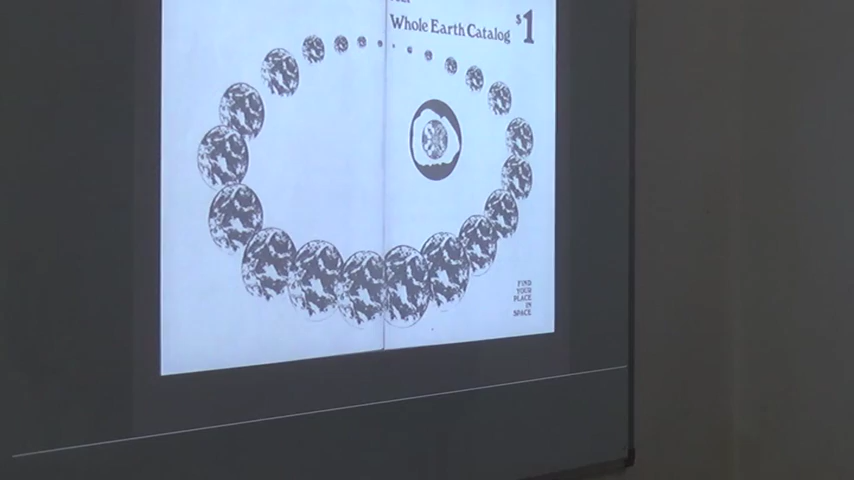 Whole Earth Catalog $1
FIND
YOUR
PLACE
IN
SPACE